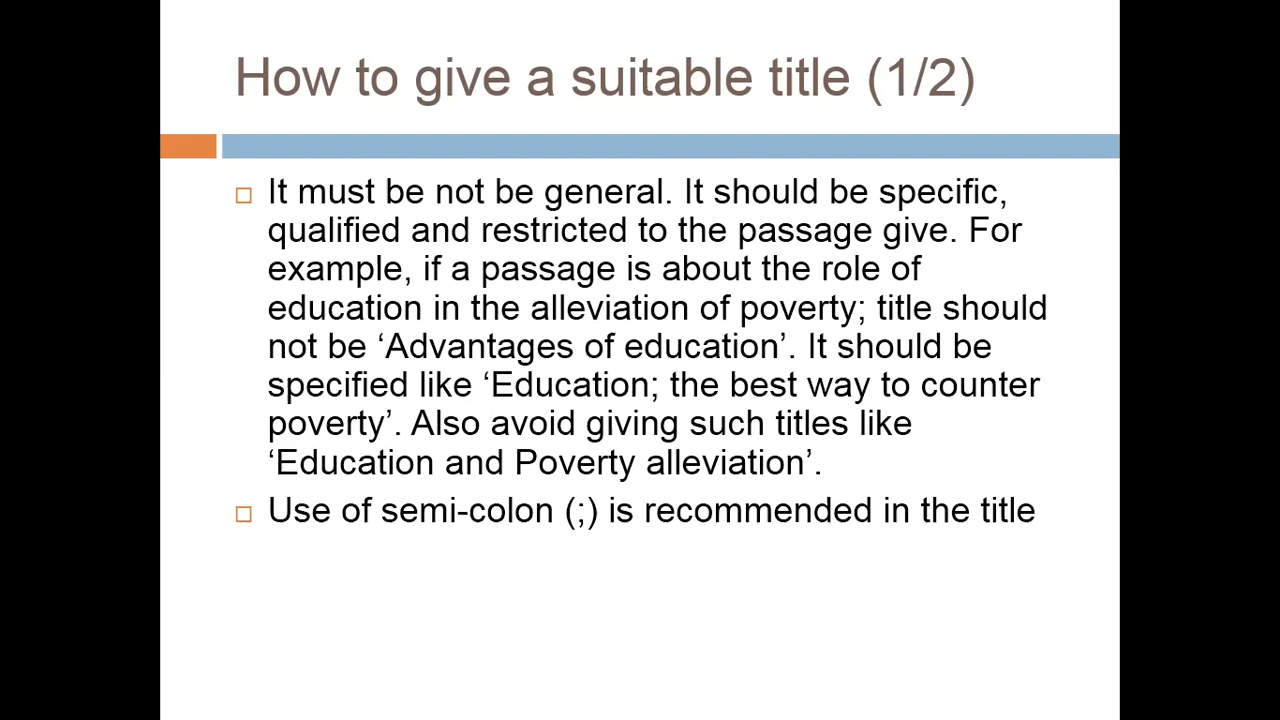 How to give a suitable title (1/2)
It must be not be general. It should be specific,
qualified and restricted to the passage give. For
example, if a passage is about the role of
education in the alleviation of poverty; title should
not be ‘Advantages of education’. It should be
specified like ‘Education; the best way to counter
poverty’. Also avoid giving such titles like
‘Education and Poverty alleviation’.
Use of semi-colon (;) is recommended in the title